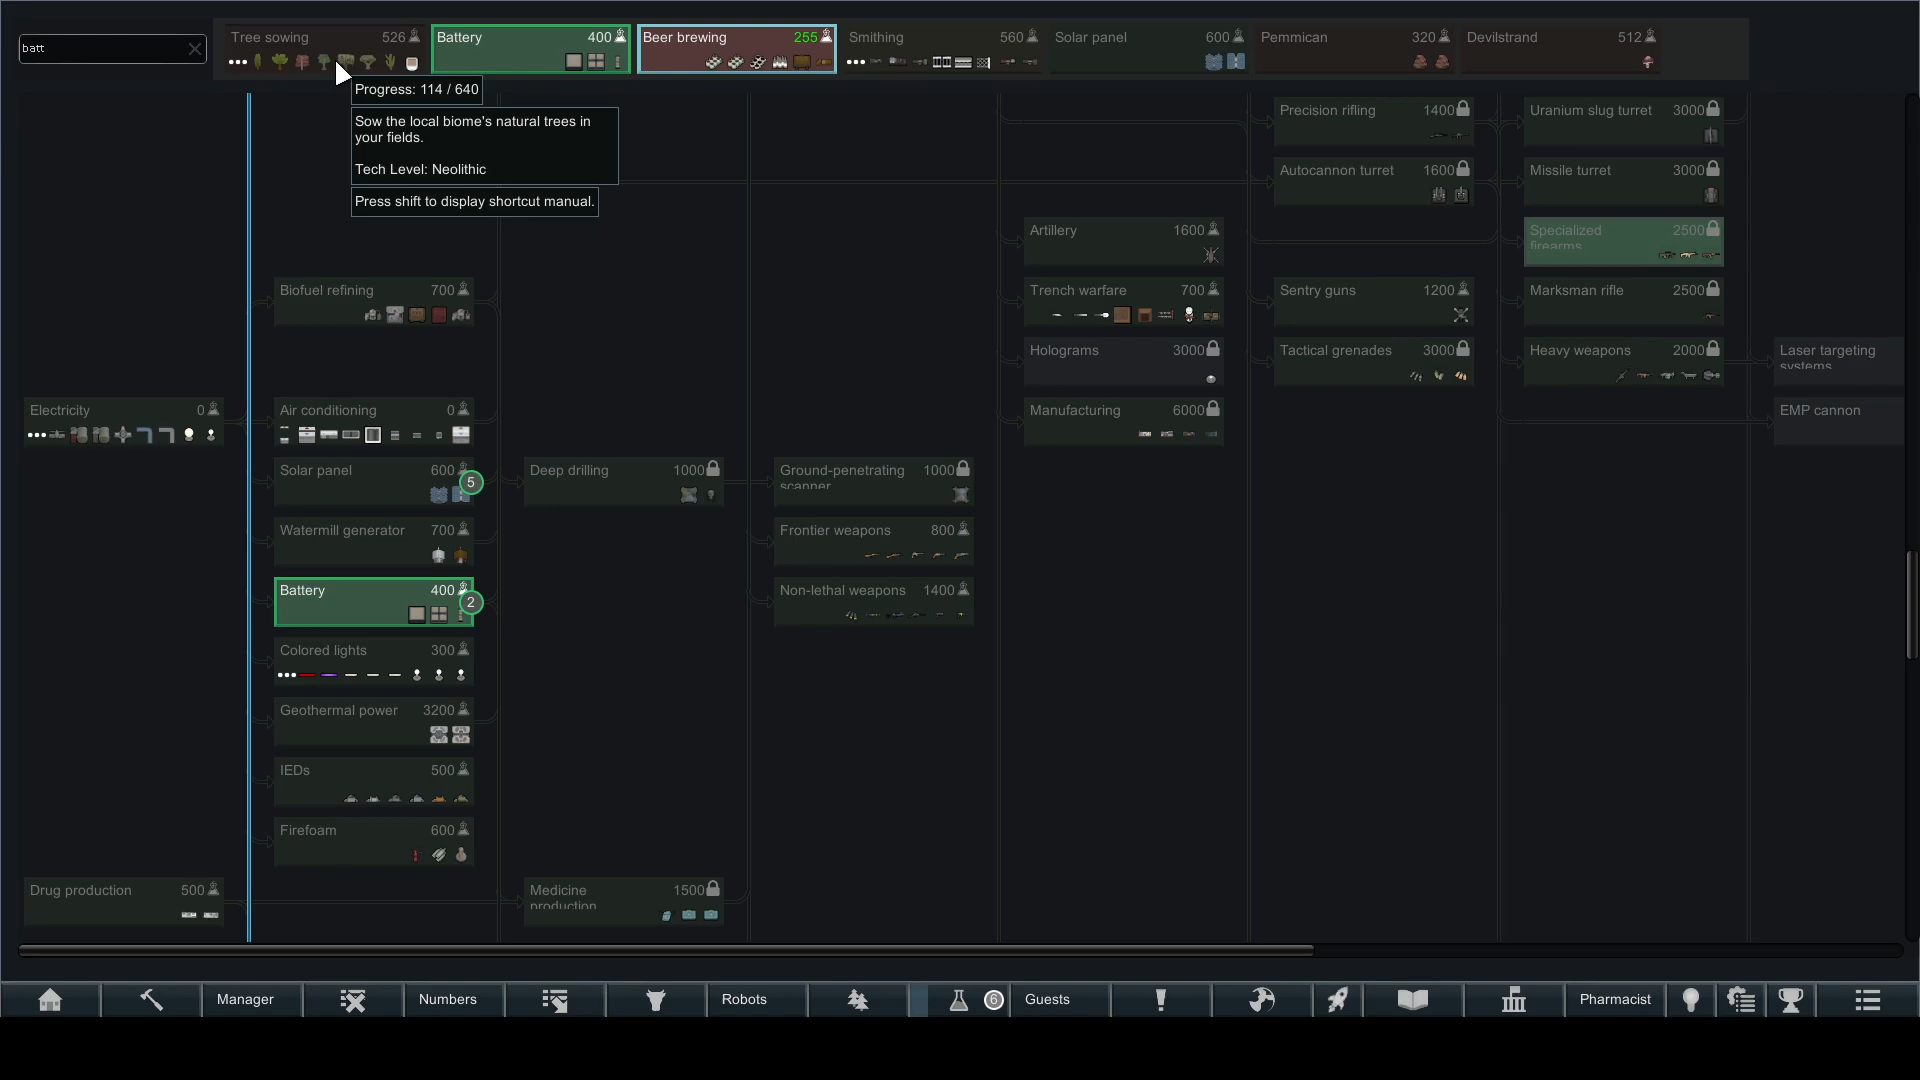 batt
Tree sowing 526
Battery 400
Beer brewing 255
Smithing 560
Solar panel 600
Pemmican 320
Devilstrand 512
Progress: 114 / 640
Sow the local biome's natural trees in
your fields.
Tech Level: Neolithic
Press shift to display shortcut manual.
Precision rifling 1400
Uranium slug turret 3000
Autocannon turret 1600
Missile turret 3000
Artillery 1600
Specialized 2500
firearms
Biofuel refining 700
Trench warfare 700
Sentry guns 1200
Marksman rifle 2500
Holograms 3000
Tactical grenades 3000
Heavy weapons 2000
Laser targeting
systems
Electricity 0
Air conditioning 0
Manufacturing 6000
EMP cannon
Solar panel 600
5
Deep drilling 1000
Ground-penetrating 1000
scanner
Watermill generator 700
Frontier weapons 800
Battery 400
2
Non-lethal weapons 1400
Colored lights 300
Geothermal power 3200
IEDs 500
Firefoam 600
Drug production 500
Medicine 1500
production
Manager
Numbers
Robots
6
Guests
Pharmacist